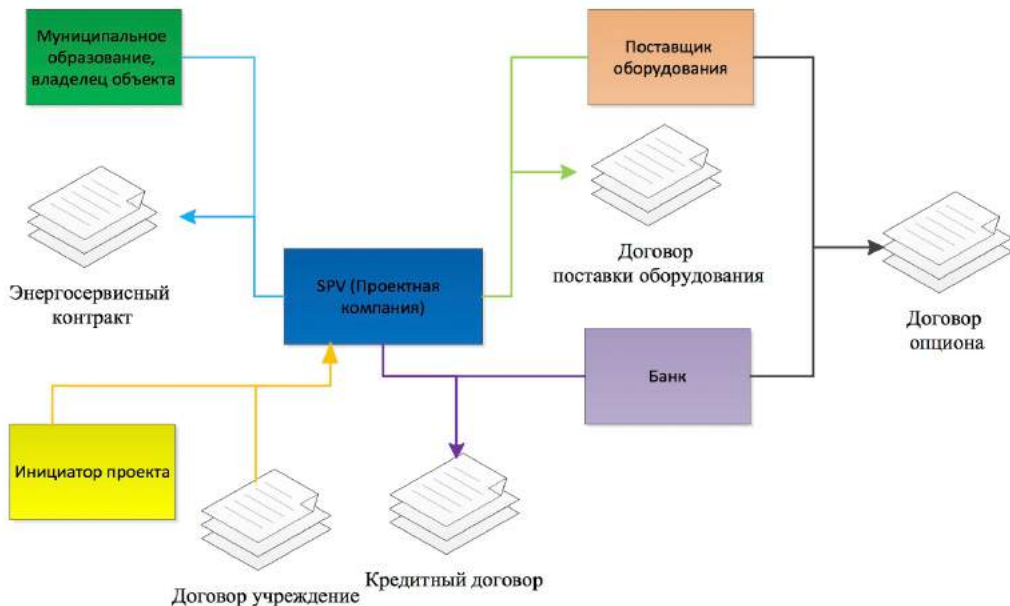 Муниципальное
образование,
владелец объекта
Поставщик
оборудования
Энергосервисный
контракт
SPV (Проектная
компания)
Договор
поставки оборудования
Договор
опциона
Банк
Инициатор проекта
Договор учреждение
Кредитный договор